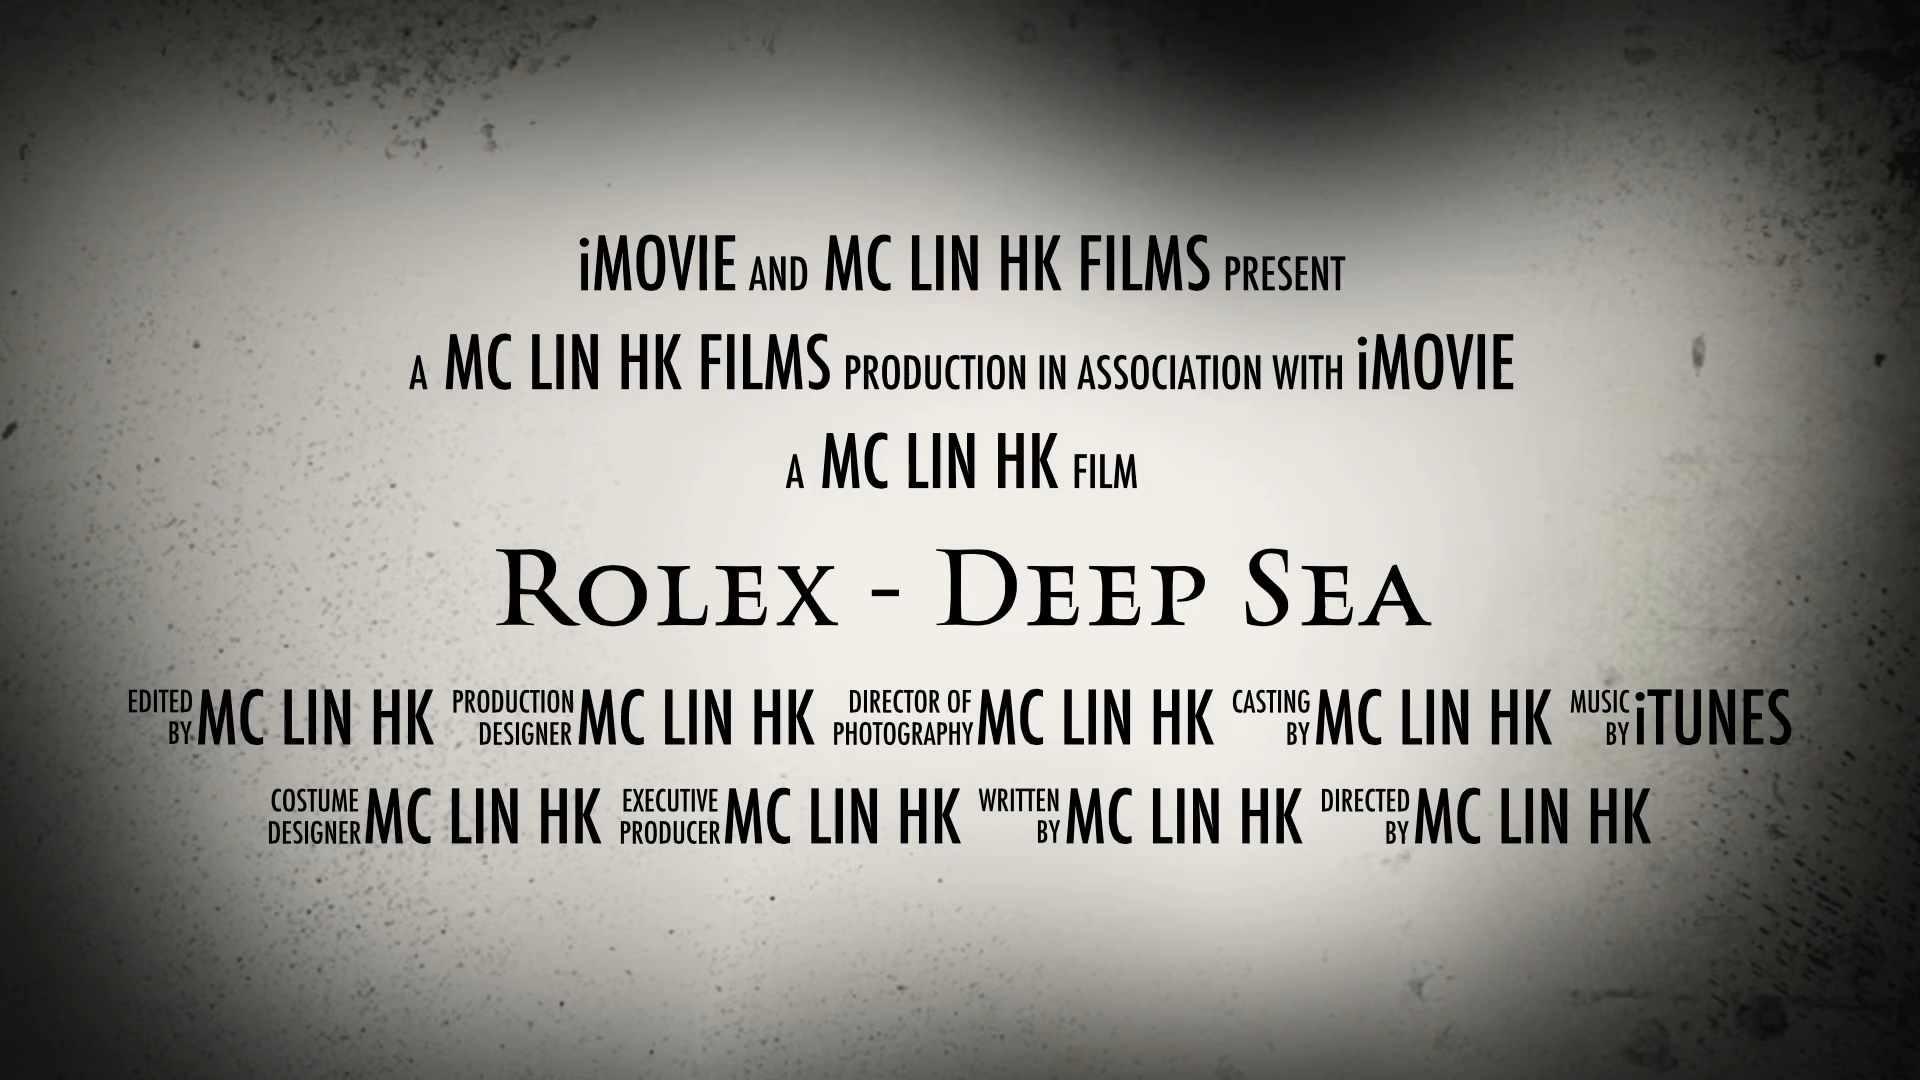 iMOVIE AND MC LIN HK FILMS PRESENT
A MC LIN HK FILMS PRODUCTION IN ASSOCIATION WITH iMOVIE
A MC LIN HK FILM
ROLEX - DEEP SEA
EDITED BY MC LIN HK PRODUCTION DESIGNER MC LIN HK DIRECTOR OF PHOTOGRAPHY MC LIN HK CASTING BY MC LIN HK MUSIC BY iTUNES
COSTUME DESIGNER MC LIN HK EXECUTIVE PRODUCER MC LIN HK WRITTEN BY MC LIN HK DIRECTED BY MC LIN HK